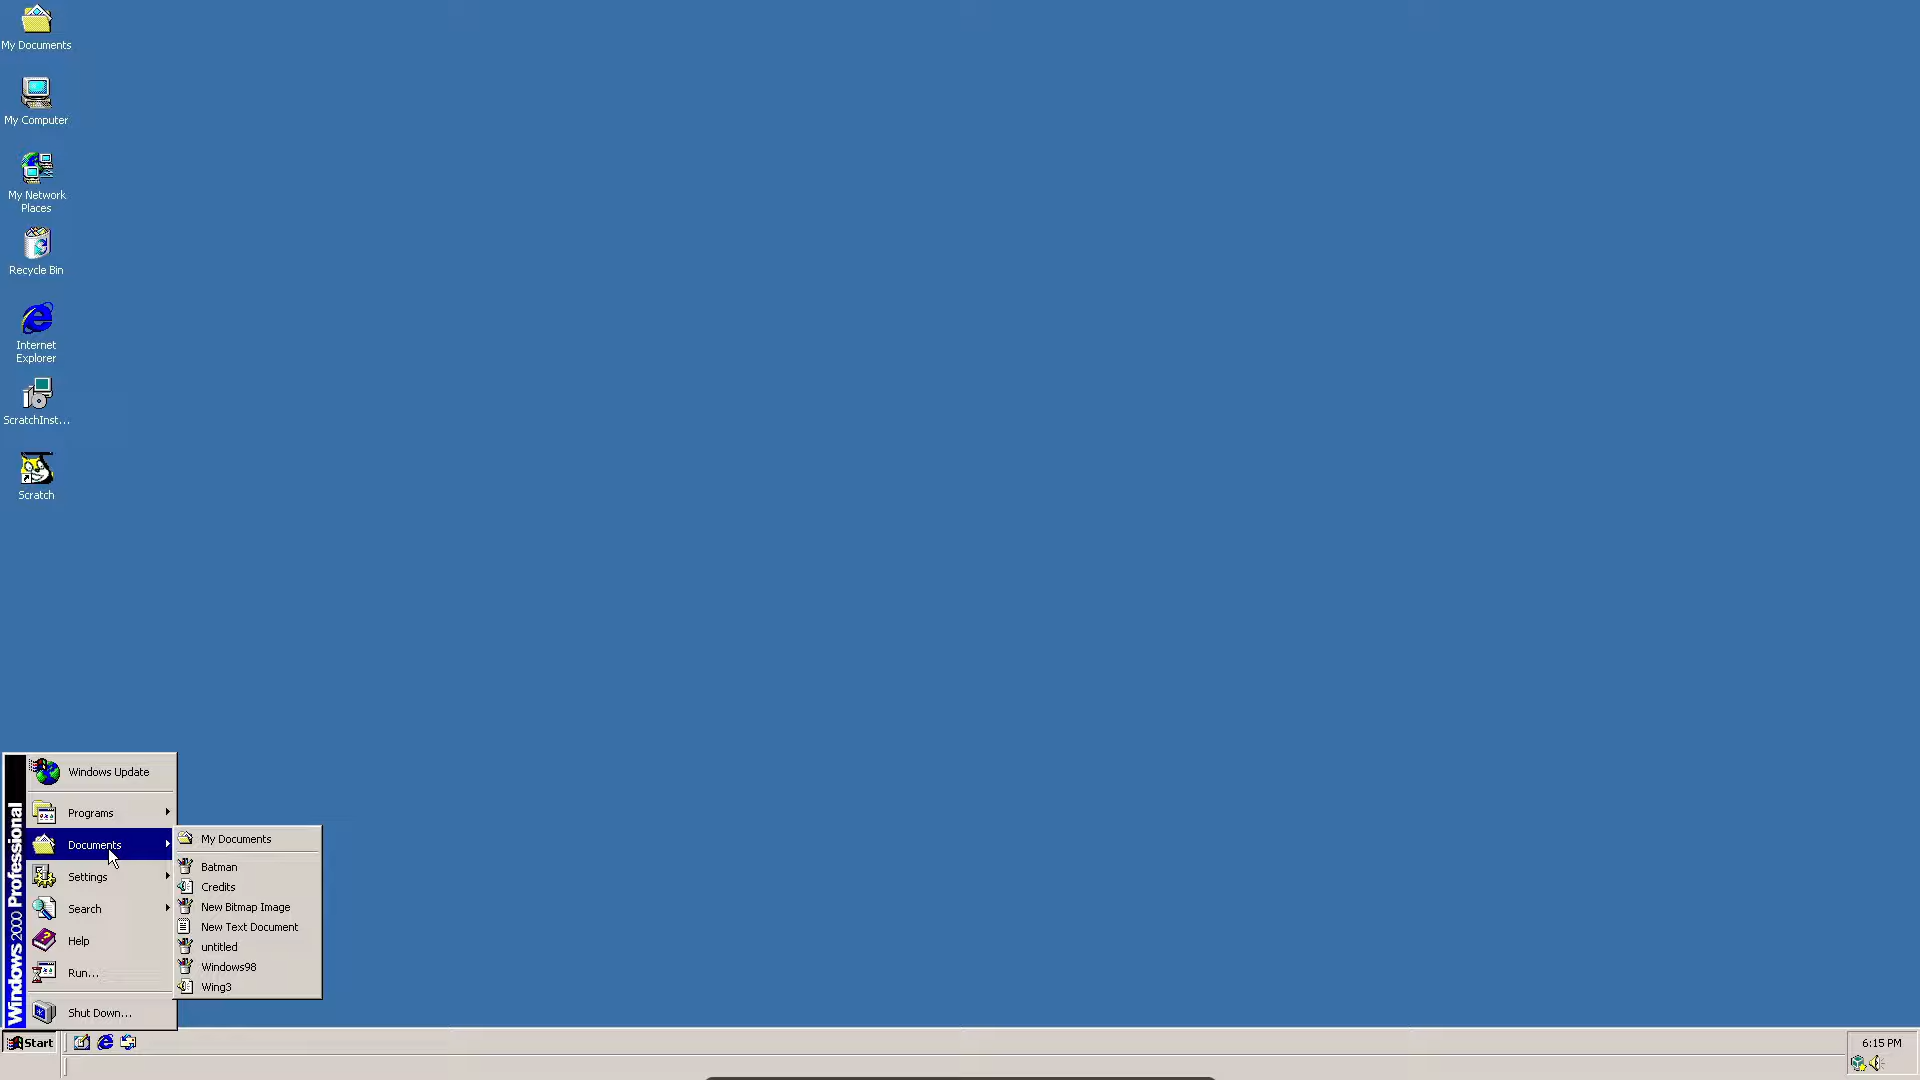 My Documents
My Computer
My Network
Places
Recycle Bin
Internet
Explorer
ScratchInst...
Scratch
Windows 2000 Professional
Windows Update
Programs
Documents
Settings
Search
Help
Run...
Shut Down...
My Documents
Batman
Credits
New Bitmap Image
New Text Document
untitled
Windows98
Wing3
Start
6:15 PM